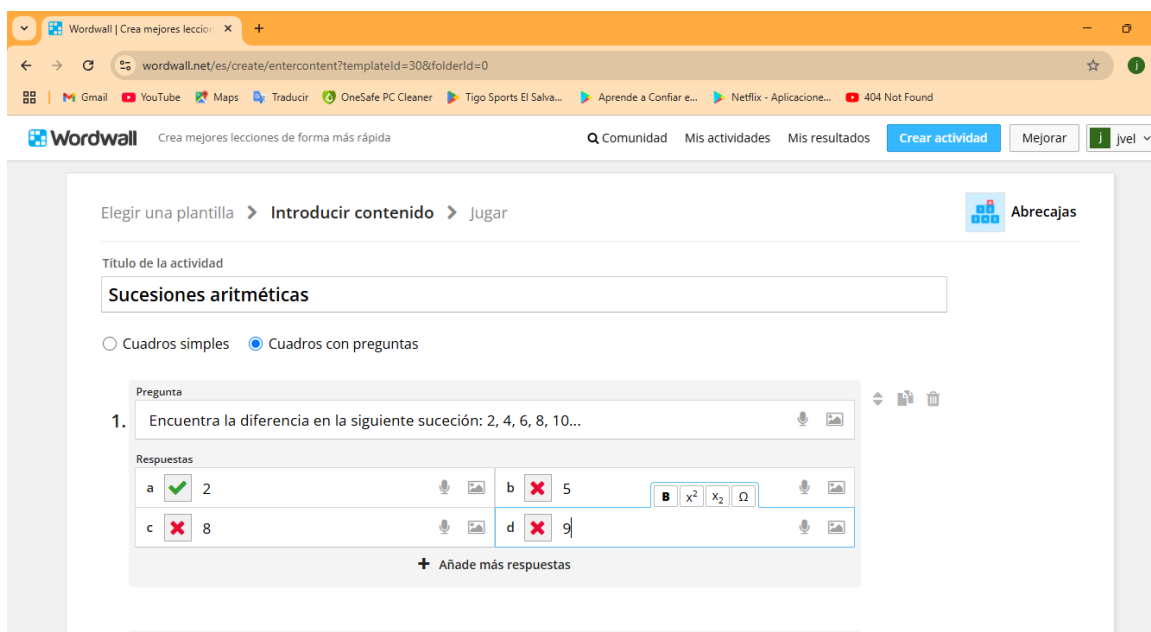 Wordwall | Crea mejores leccior
wordwall.net/es/create/entercontent?templateId=30&folderId=0
Gmail YouTube Maps Traducir OneSafe PC Cleaner Tigo Sports El Salva... Aprende a Confiar e... Netflix - Aplicacione... 404 Not Found
Wordwall Crea mejores lecciones de forma más rápida Comunidad Mis actividades Mis resultados Crear actividad Mejorar j jvel
Elegir una plantilla > Introducir contenido > Jugar Abrecajas
Título de la actividad
Sucesiones aritméticas
Cuadros simples Cuadros con preguntas
Pregunta
1. Encuentra la diferencia en la siguiente suceción: 2, 4, 6, 8, 10...
Respuestas
a 2 b 5
B x² x₂ Ω
c 8 d 9
+ Añade más respuestas